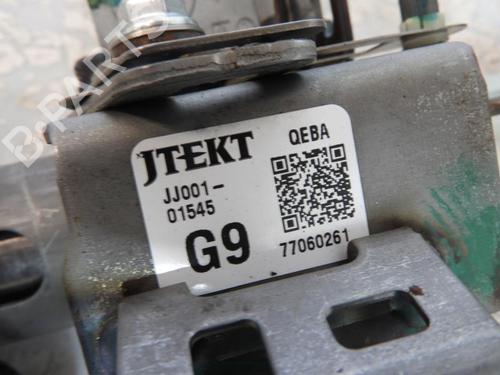 JTEKT
QEBA
JJ001-
01545
G9
77060261
B-PARTS